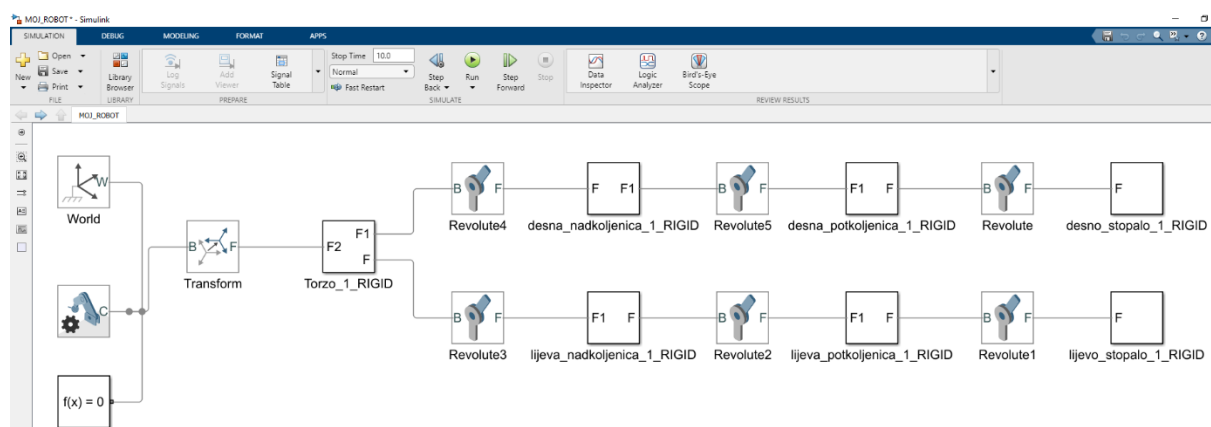 MOJ_ROBOT * - Simulink
SIMULATION DEBUG MODELING FORMAT APPS
New
Open
Save
Print
FILE
Library Browser
LIBRARY
Log Signals
Add Viewer
Signal Table
PREPARE
Stop Time 10.0
Normal
Fast Restart
Step Back
Run
Step Forward
Stop
SIMULATE
Data Inspector
Logic Analyzer
Bird's-Eye Scope
REVIEW RESULTS
MOJ_ROBOT
W
World
C
f(x) = 0
B F
Transform
F2 F1 F
Torzo_1_RIGID
B F
Revolute4
F F1
desna_nadkoljenica_1_RIGID
B F
Revolute5
F1 F
desna_potkoljenica_1_RIGID
B F
Revolute
F
desno_stopalo_1_RIGID
B F
Revolute3
F1 F
lijeva_nadkoljenica_1_RIGID
B F
Revolute2
F1 F
lijeva_potkoljenica_1_RIGID
B F
Revolute1
F
lijevo_stopalo_1_RIGID